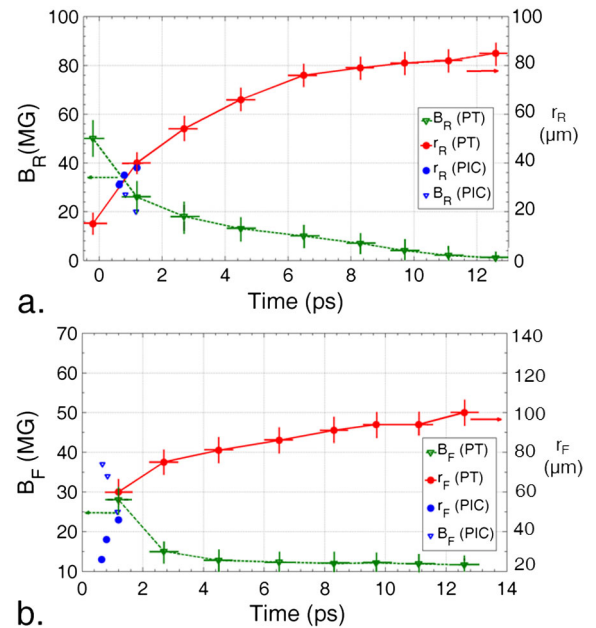 100
80
60
40
20
0
B_R(MG)
100
80
60
40
20
0
r_R
(μm)
B_R (PT)
r_R (PT)
r_R (PIC)
B_R (PIC)
0 2 4 6 8 10 12
Time (ps)
a.
70
60
50
40
30
20
10
B_F (MG)
140
120
100
80
60
40
20
r_F
(μm)
B_F (PT)
r_F (PT)
r_F (PIC)
B_F (PIC)
0 2 4 6 8 10 12 14
Time (ps)
b.